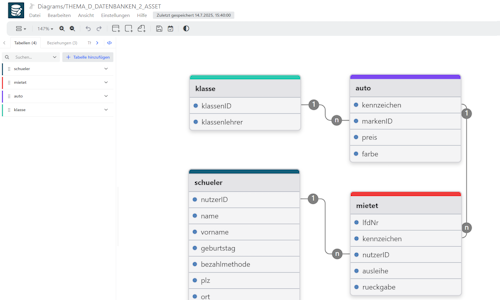 Diagrams/THEMA_D_DATENBANKEN_2_ASSET
Datei Bearbeiten Ansicht Einstellungen Hilfe Zuletzt gespeichert 14.7.2025, 15:40:00
147%
Tabellen (4) Beziehungen (3)
Suchen... + Tabelle hinzufügen
schueler
mietet
auto
klasse
klasse
klassenID
klassenlehrer
auto
kennzeichen
markenID
preis
farbe
1
n
1
n
schueler
nutzerID
name
vorname
geburtstag
bezahlmethode
plz
ort
1
n
mietet
lfdNr
kennzeichen
nutzerID
ausleihe
rueckgabe